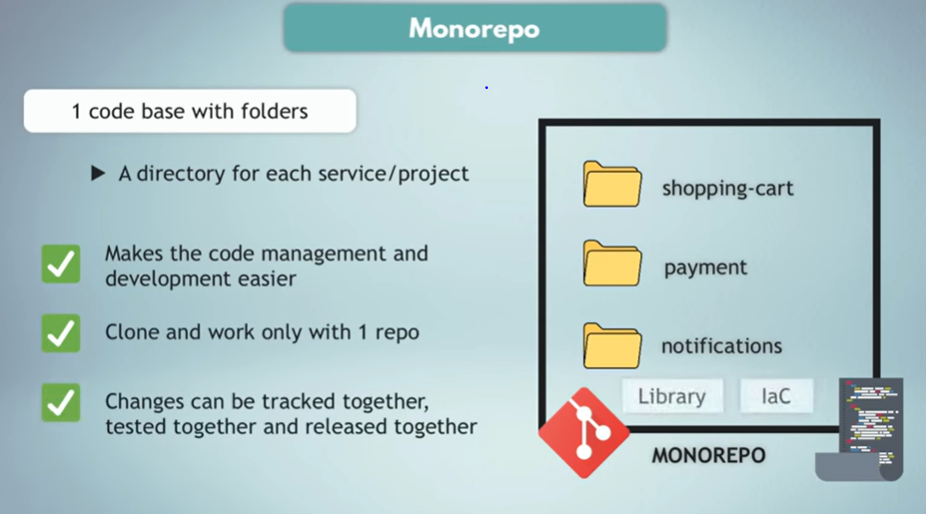 Monorepo
1 code base with folders
▶ A directory for each service/project
Makes the code management and
development easier
Clone and work only with 1 repo
Changes can be tracked together,
tested together and released together
shopping-cart
payment
notifications
Library
IaC
MONOREPO